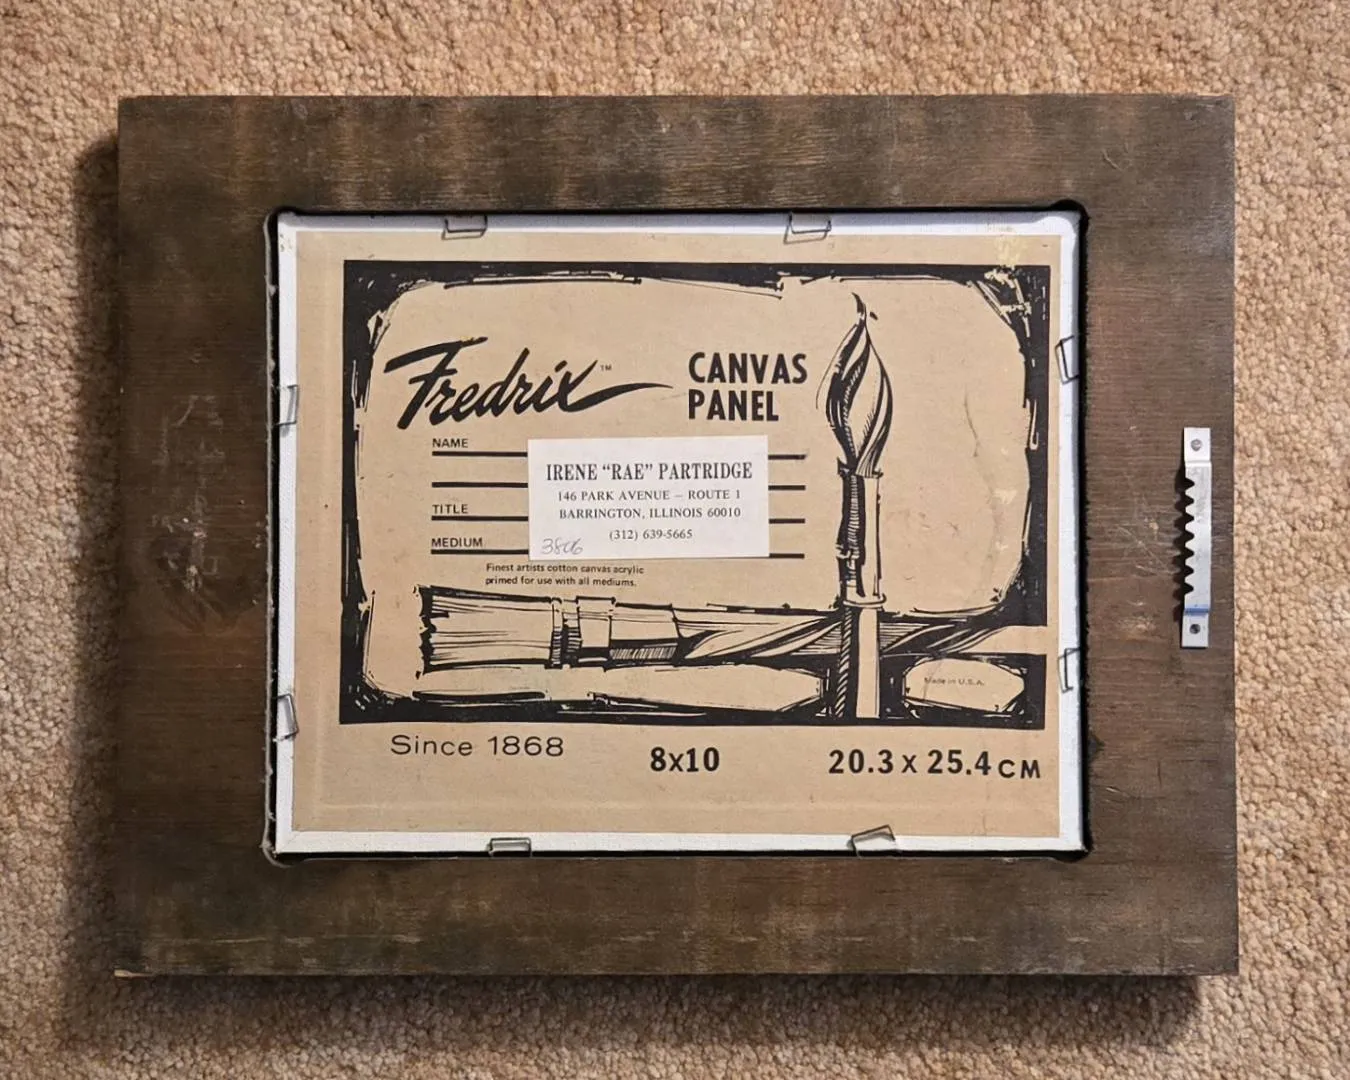 Fredrix™ CANVAS
PANEL
NAME
IRENE “RAE” PARTRIDGE
146 PARK AVENUE – ROUTE 1
BARRINGTON, ILLINOIS 60010
(312) 639-5665
3806
TITLE
MEDIUM
Finest artists cotton canvas acrylic
primed for use with all mediums.
Made in U.S.A.
Since 1868 8x10 20.3 x 25.4 CM